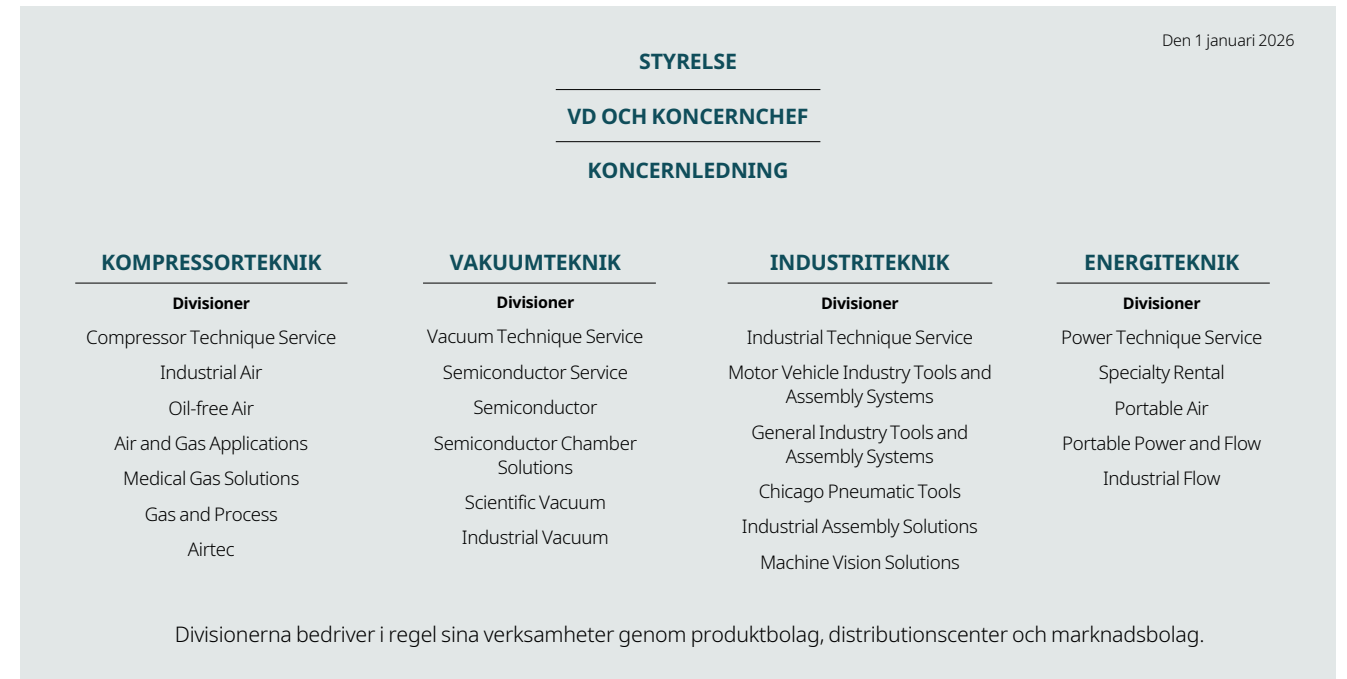 Den 1 januari 2026
STYRELSE
VD OCH KONCERNCHEF
KONCERNLEDNING
KOMPRESSORTEKNIK
Divisioner
Compressor Technique Service
Industrial Air
Oil-free Air
Air and Gas Applications
Medical Gas Solutions
Gas and Process
Airtec
VAKUUMTEKNIK
Divisioner
Vacuum Technique Service
Semiconductor Service
Semiconductor
Semiconductor Chamber
Solutions
Scientific Vacuum
Industrial Vacuum
INDUSTRITEKNIK
Divisioner
Industrial Technique Service
Motor Vehicle Industry Tools and
Assembly Systems
General Industry Tools and
Assembly Systems
Chicago Pneumatic Tools
Industrial Assembly Solutions
Machine Vision Solutions
ENERGITEKNIK
Divisioner
Power Technique Service
Specialty Rental
Portable Air
Portable Power and Flow
Industrial Flow
Divisionerna bedriver i regel sina verksamheter genom produktbolag, distributionscenter och marknadsbolag.